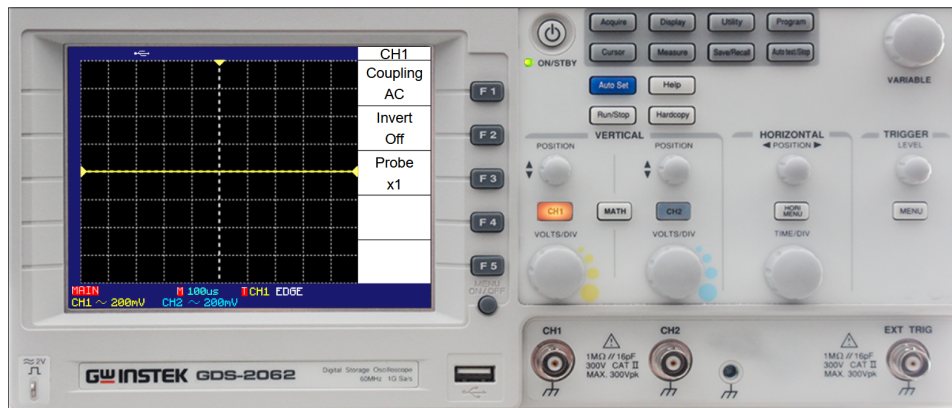 CH1
Coupling
AC
Invert
Off
Probe
x1
MAIN
M 100us
T CH1 EDGE
CH1 ~ 200mV
CH2 ~ 200mV
F 1
F 2
F 3
F 4
F 5
MENU
ON/OFF
ON/STBY
Acquire
Display
Utility
Program
Cursor
Measure
Save/Recall
Auto test/Stop
Auto Set
Help
Run/Stop
Hardcopy
VARIABLE
VERTICAL
HORIZONTAL
TRIGGER
POSITION
POSITION
◀ POSITION ▶
LEVEL
CH1
MATH
CH2
HORI
MENU
MENU
VOLTS/DIV
VOLTS/DIV
TIME/DIV
CH1
CH2
EXT TRIG
1MΩ // 16pF
300V CAT II
MAX. 300Vpk
1MΩ // 16pF
300V CAT II
MAX. 300Vpk
≈ 2V
GW INSTEK GDS-2062
Digital Storage Oscilloscope
60MHz 1G Sa/s